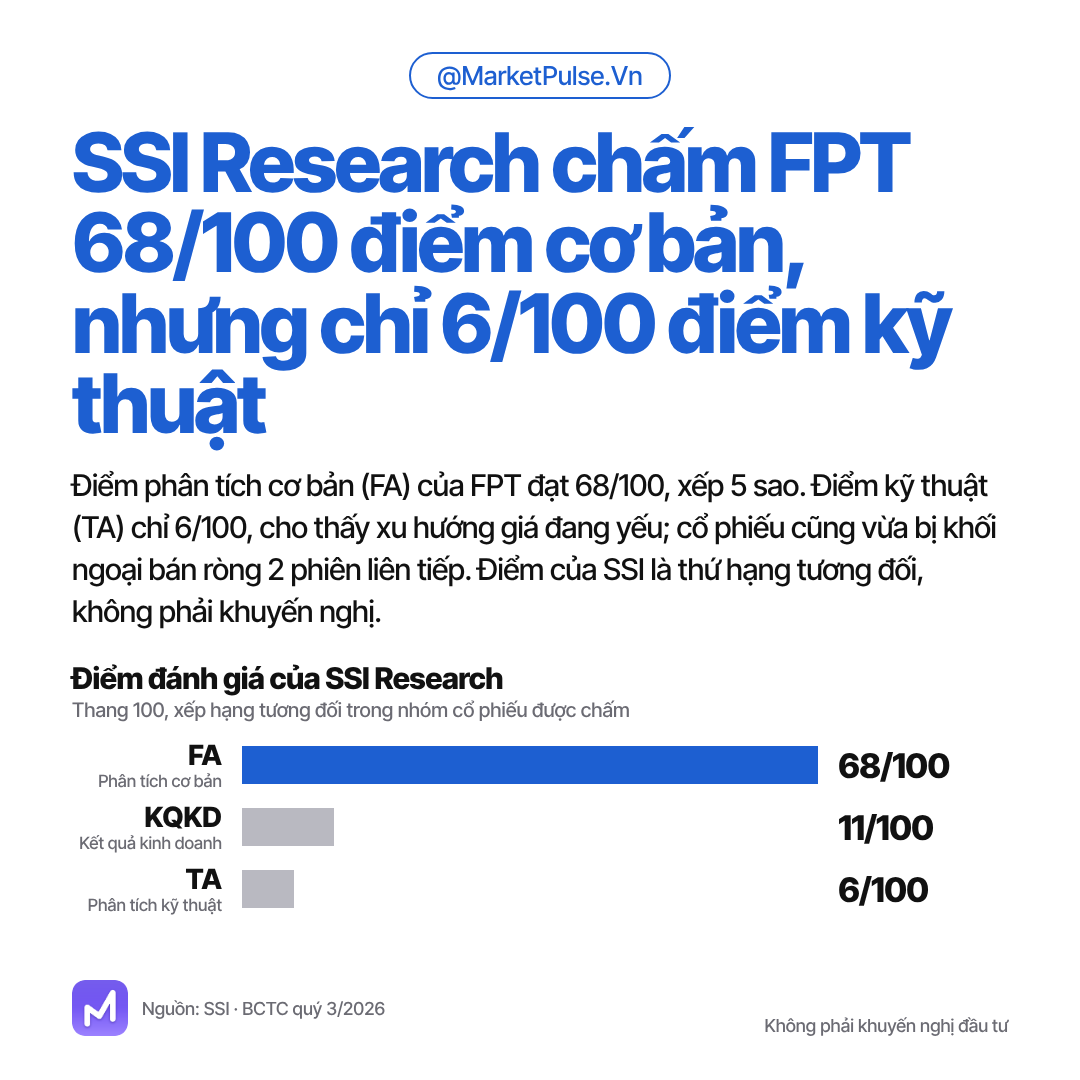 @MarketPulse.Vn
SSI Research chấm FPT
68/100 điểm cơ bản,
nhưng chỉ 6/100 điểm kỹ
thuật
Điểm phân tích cơ bản (FA) của FPT đạt 68/100, xếp 5 sao. Điểm kỹ thuật
(TA) chỉ 6/100, cho thấy xu hướng giá đang yếu; cổ phiếu cũng vừa bị khối
ngoại bán ròng 2 phiên liên tiếp. Điểm của SSI là thứ hạng tương đối,
không phải khuyến nghị.
Điểm đánh giá của SSI Research
Thang 100, xếp hạng tương đối trong nhóm cổ phiếu được chấm
FA
Phân tích cơ bản
68/100
KQKD
Kết quả kinh doanh
11/100
TA
Phân tích kỹ thuật
6/100
Nguồn: SSI · BCTC quý 3/2026
Không phải khuyến nghị đầu tư